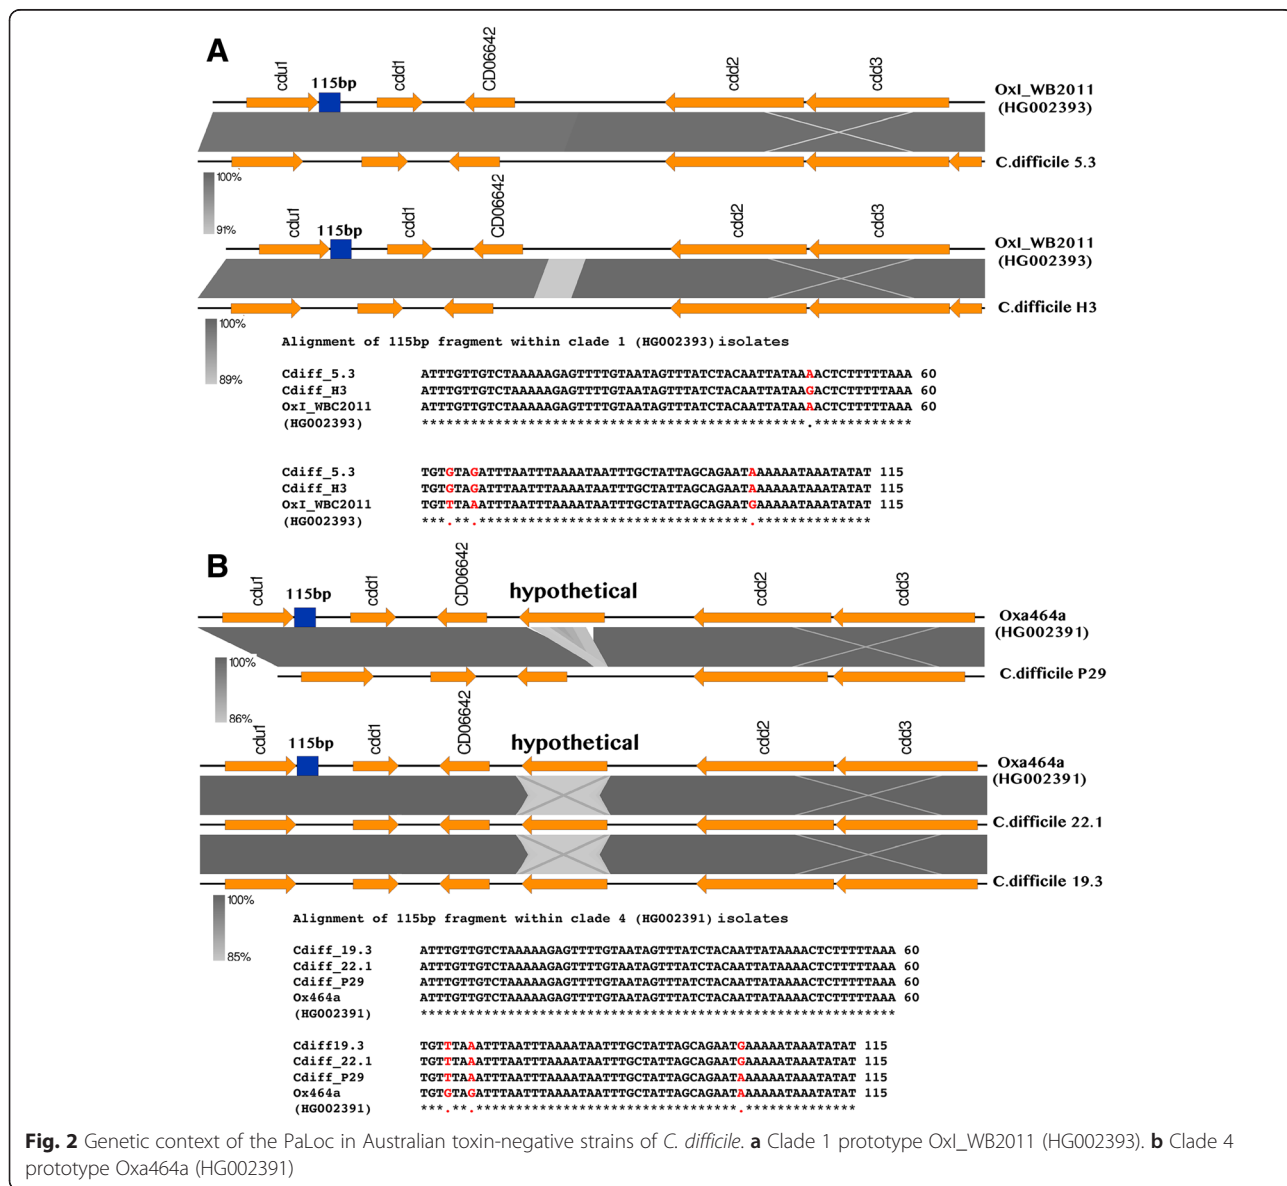 A
cdu1
115bp
cdd1
CD06642
cdd2
cdd3
OxI_WB2011
(HG002393)
C.difficile 5.3
100%
91%
cdu1
115bp
cdd1
CD06642
cdd2
cdd3
OxI_WB2011
(HG002393)
C.difficile H3
100%
89%
Alignment of 115bp fragment within clade 1 (HG002393) isolates
Cdiff_5.3 ATTTGTTGTCTAAAAAGAGTTTTGTAATAGTTTATCTACAATTATAAAACTCTTTTTAAA 60
Cdiff_H3 ATTTGTTGTCTAAAAAGAGTTTTGTAATAGTTTATCTACAATTATAAGACTCTTTTTAAA 60
OxI_WBC2011 ATTTGTTGTCTAAAAAGAGTTTTGTAATAGTTTATCTACAATTATAAAACTCTTTTTAAA 60
(HG002393) ***********************************************.************
Cdiff_5.3 TGTGTAGATTTAATTTAAAATAATTTGCTATTAGCAGAATAAAAAATAAATATAT 115
Cdiff_H3 TGTGTAGATTTAATTTAAAATAATTTGCTATTAGCAGAATAAAAAATAAATATAT 115
OxI_WBC2011 TGTTTAAATTTAATTTAAAATAATTTGCTATTAGCAGAATGAAAAATAAATATAT 115
(HG002393) ***.**.*********************************.**************
B
cdu1
115bp
cdd1
CD06642
hypothetical
cdd2
cdd3
Oxa464a
(HG002391)
C.difficile P29
100%
86%
cdu1
115bp
cdd1
CD06642
hypothetical
cdd2
cdd3
Oxa464a
(HG002391)
C.difficile 22.1
C.difficile 19.3
100%
85%
Alignment of 115bp fragment within clade 4 (HG002391) isolates
Cdiff_19.3 ATTTGTTGTCTAAAAAGAGTTTTGTAATAGTTTATCTACAATTATAAAACTCTTTTTAAA 60
Cdiff_22.1 ATTTGTTGTCTAAAAAGAGTTTTGTAATAGTTTATCTACAATTATAAAACTCTTTTTAAA 60
Cdiff_P29 ATTTGTTGTCTAAAAAGAGTTTTGTAATAGTTTATCTACAATTATAAAACTCTTTTTAAA 60
Ox464a ATTTGTTGTCTAAAAAGAGTTTTGTAATAGTTTATCTACAATTATAAAACTCTTTTTAAA 60
(HG002391) ************************************************************
Cdiff19.3 TGTTTAAATTTAATTTAAAATAATTTGCTATTAGCAGAATGAAAAATAAATATAT 115
Cdiff_22.1 TGTTTAAATTTAATTTAAAATAATTTGCTATTAGCAGAATGAAAAATAAATATAT 115
Cdiff_P29 TGTTTAAATTTAATTTAAAATAATTTGCTATTAGCAGAATAAAAAATAAATATAT 115
Ox464a TGTGTAGATTTAATTTAAAATAATTTGCTATTAGCAGAATAAAAAATAAATATAT 115
(HG002391) ***.**.*********************************.**************
Fig. 2 Genetic context of the PaLoc in Australian toxin-negative strains of C. difficile. a Clade 1 prototype OxI_WB2011 (HG002393). b Clade 4
prototype Oxa464a (HG002391)